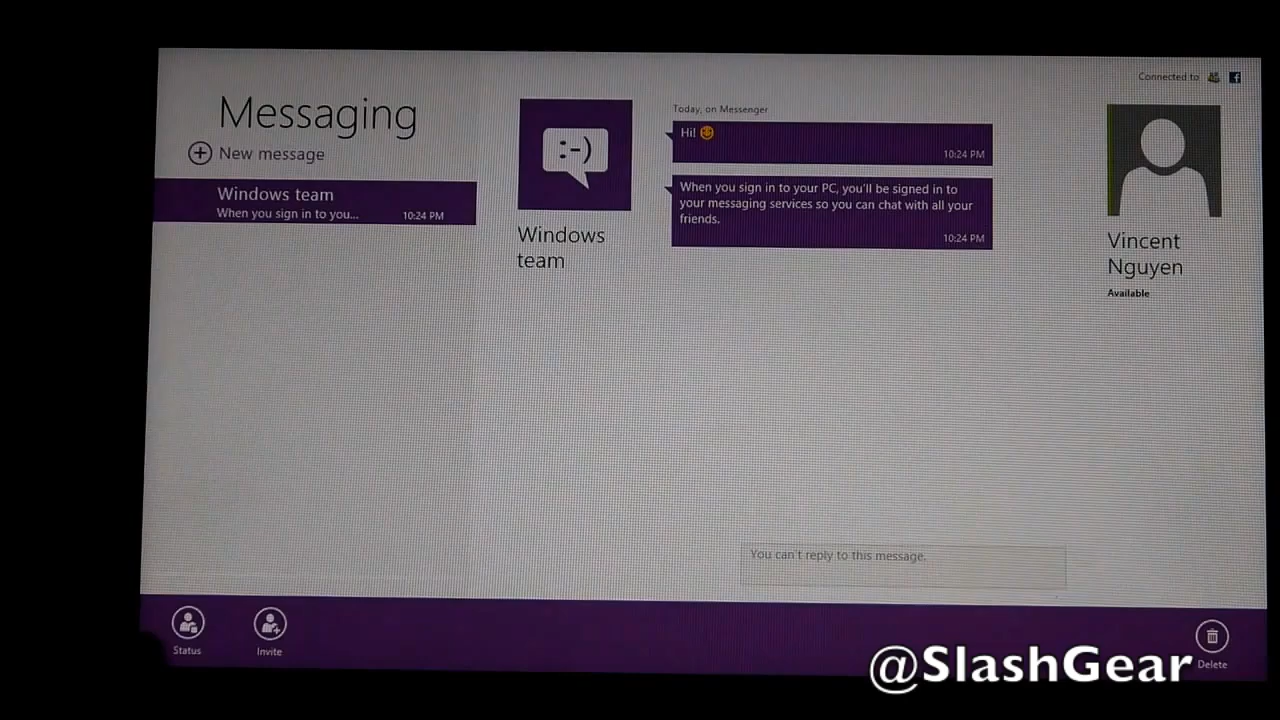 Connected to
Messaging
New message
Windows team
When you sign in to you...
10:24 PM
:-)
Windows
team
Today, on Messenger
Hi!
10:24 PM
When you sign in to your PC, you'll be signed in to
your messaging services so you can chat with all your
friends.
10:24 PM
f
Vincent
Nguyen
Available
You can't reply to this message.
Status
Invite
Delete
@SlashGear